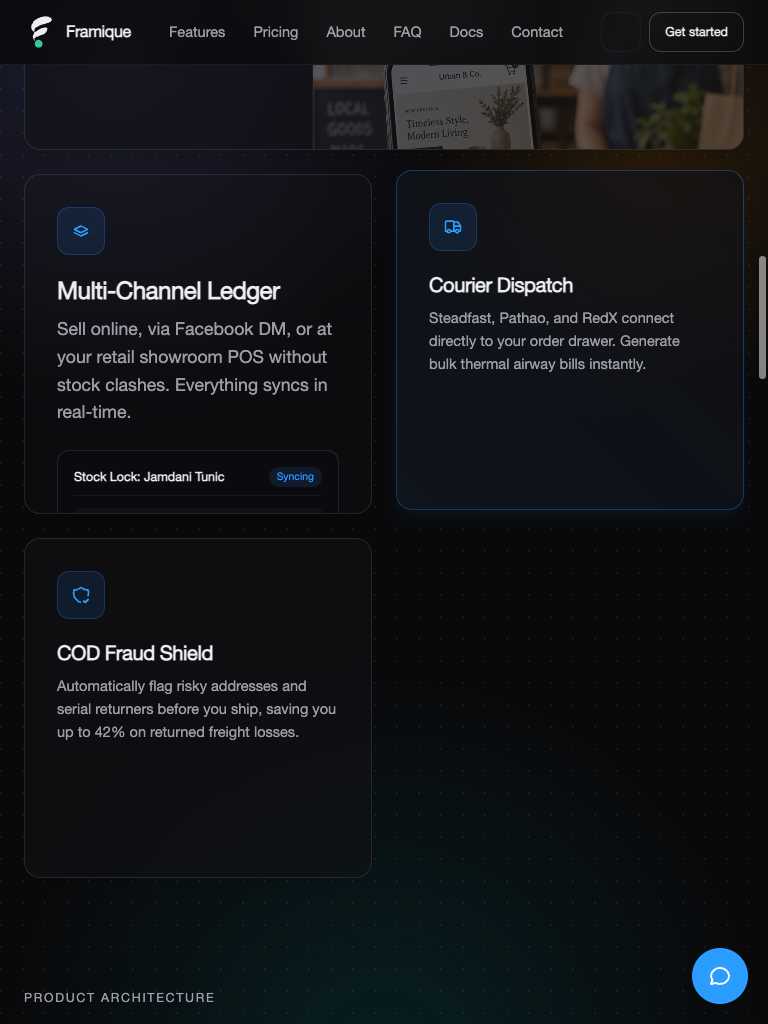 Framique
Features
Pricing
About
FAQ
Docs
Contact
Get started
LOCAL
GOODS
Urban & Co.
Timeless Style,
Modern Living
Multi-Channel Ledger
Sell online, via Facebook DM, or at
your retail showroom POS without
stock clashes. Everything syncs in
real-time.
Stock Lock: Jamdani Tunic
Syncing
Courier Dispatch
Steadfast, Pathao, and RedX connect
directly to your order drawer. Generate
bulk thermal airway bills instantly.
COD Fraud Shield
Automatically flag risky addresses and
serial returners before you ship, saving you
up to 42% on returned freight losses.
PRODUCT ARCHITECTURE